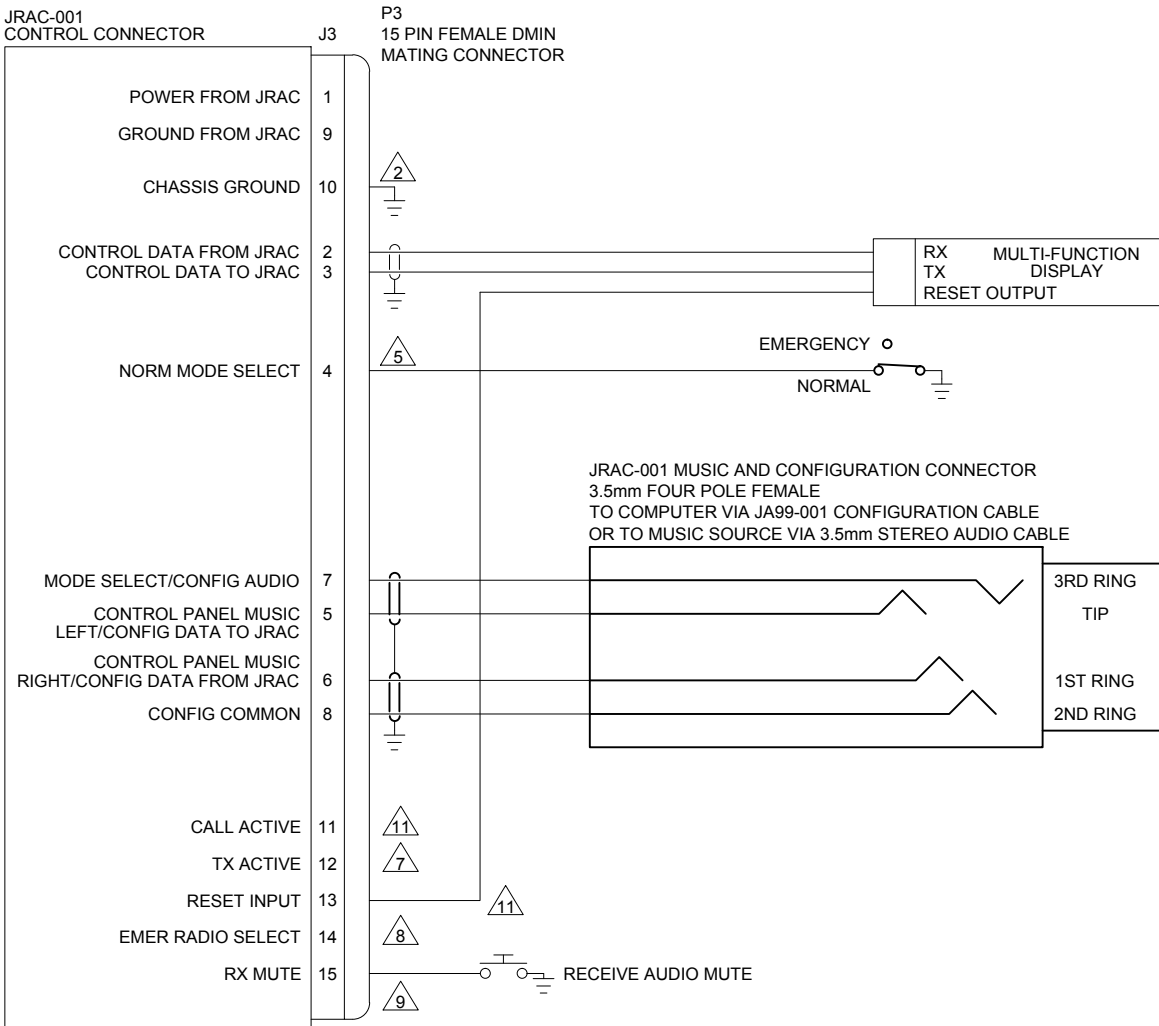 JRAC-001
CONTROL CONNECTOR
J3
P3
15 PIN FEMALE DMIN
MATING CONNECTOR
POWER FROM JRAC 1
GROUND FROM JRAC 9
CHASSIS GROUND 10
2
CONTROL DATA FROM JRAC 2
CONTROL DATA TO JRAC 3
RX
TX
RESET OUTPUT
MULTI-FUNCTION
DISPLAY
NORM MODE SELECT 4
5
EMERGENCY
NORMAL
JRAC-001 MUSIC AND CONFIGURATION CONNECTOR
3.5mm FOUR POLE FEMALE
TO COMPUTER VIA JA99-001 CONFIGURATION CABLE
OR TO MUSIC SOURCE VIA 3.5mm STEREO AUDIO CABLE
MODE SELECT/CONFIG AUDIO 7
3RD RING
CONTROL PANEL MUSIC 5
LEFT/CONFIG DATA TO JRAC
TIP
CONTROL PANEL MUSIC
RIGHT/CONFIG DATA FROM JRAC 6
1ST RING
CONFIG COMMON 8
2ND RING
CALL ACTIVE 11
11
TX ACTIVE 12
7
RESET INPUT 13
11
EMER RADIO SELECT 14
8
RX MUTE 15
RECEIVE AUDIO MUTE
9